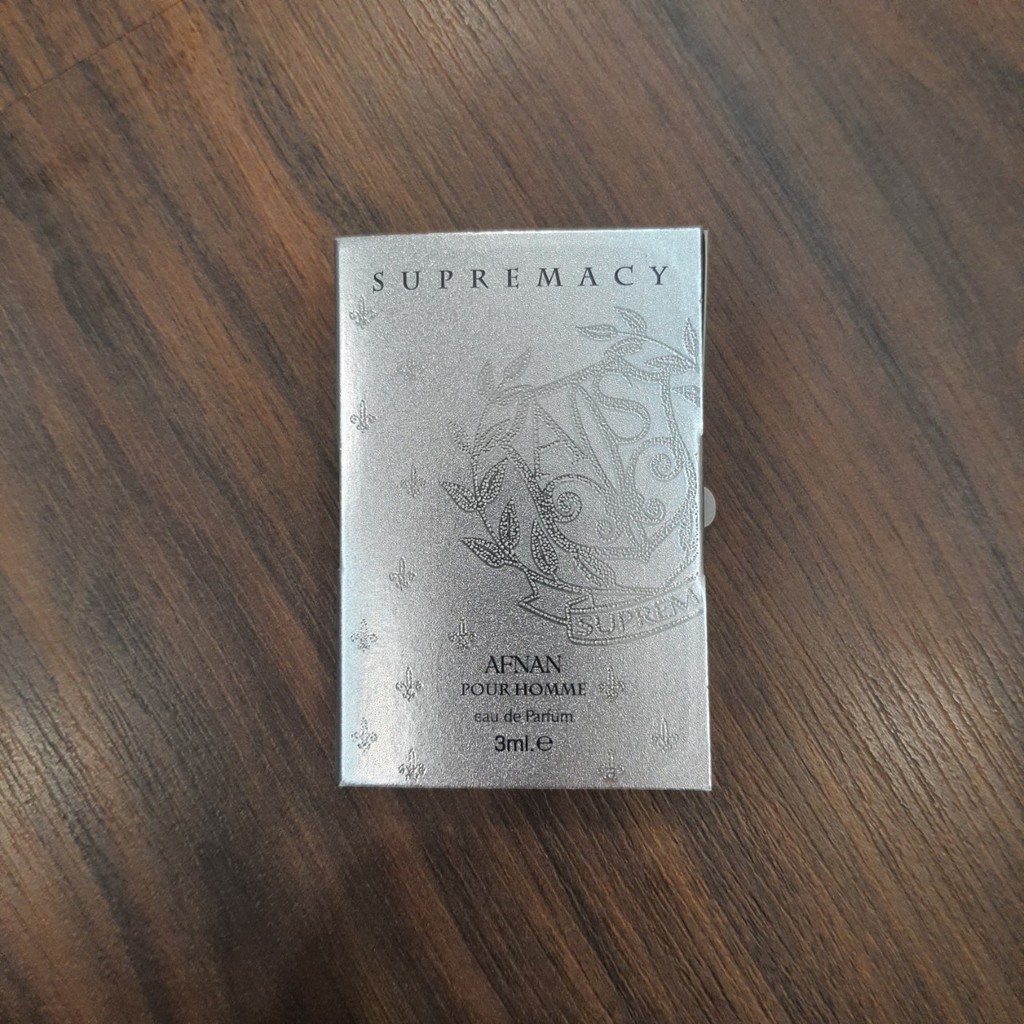 SUPREMACY
SUPREM
AFNAN
POUR HOMME
eau de Parfum
3ml.℮